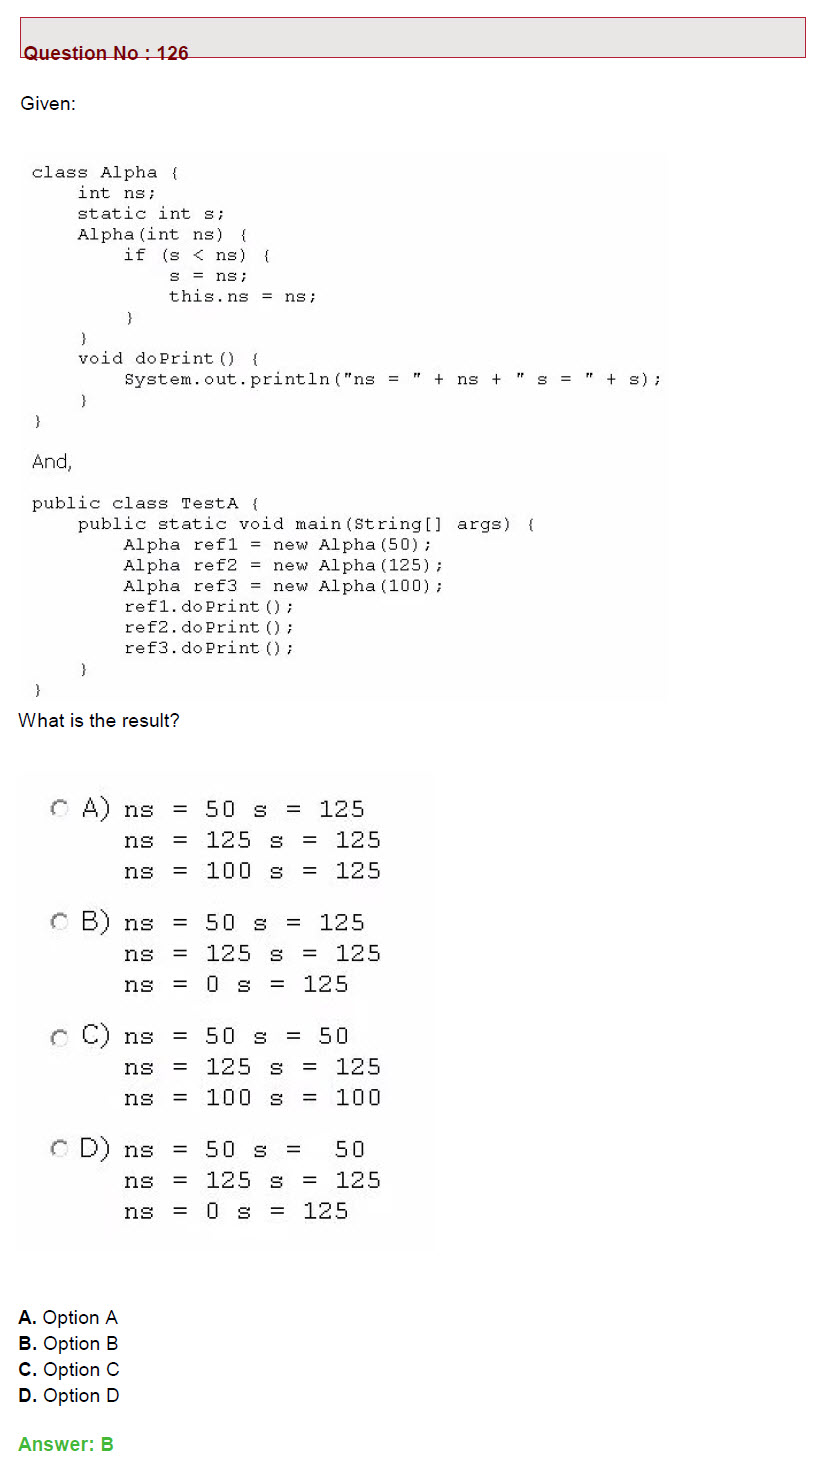 Question No : 126
Given:
class Alpha {
int ns;
static int s;
Alpha(int ns) {
if (s < ns) {
s = ns;
this.ns = ns;
}
}
void doPrint() {
System.out.println("ns = " + ns + " s = " + s);
}
}
And,
public class TestA {
public static void main(String[] args) {
Alpha ref1 = new Alpha(50);
Alpha ref2 = new Alpha(125);
Alpha ref3 = new Alpha(100);
ref1.doPrint();
ref2.doPrint();
ref3.doPrint();
}
}
What is the result?
A) ns = 50 s = 125
ns = 125 s = 125
ns = 100 s = 125
B) ns = 50 s = 125
ns = 125 s = 125
ns = 0 s = 125
C) ns = 50 s = 50
ns = 125 s = 125
ns = 100 s = 100
D) ns = 50 s = 50
ns = 125 s = 125
ns = 0 s = 125
A. Option A
B. Option B
C. Option C
D. Option D
Answer: B